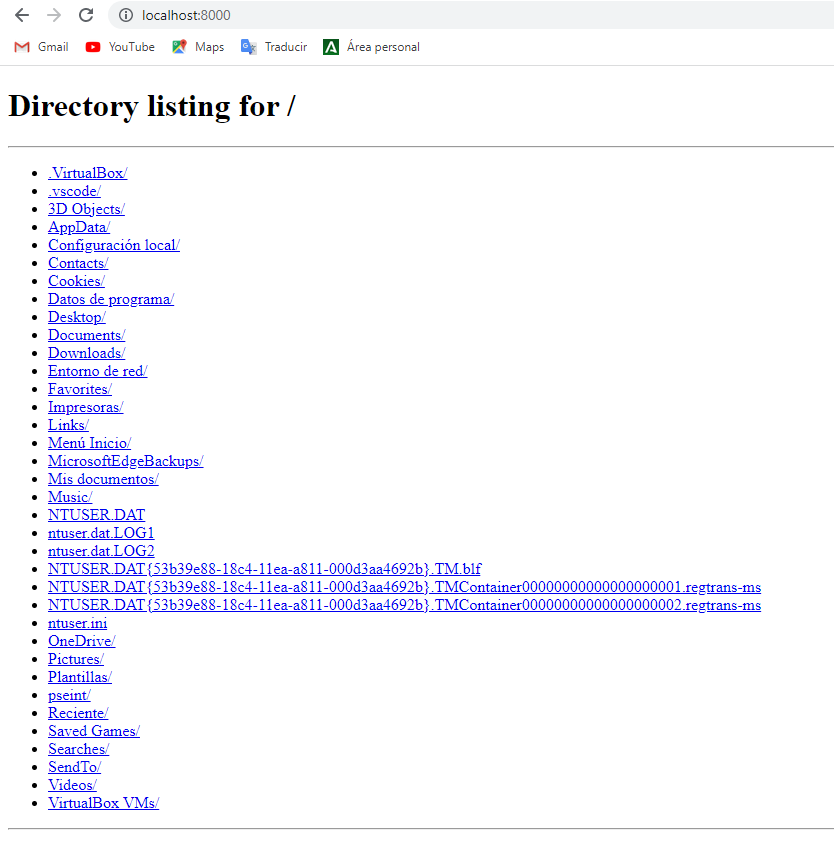 localhost:8000
Gmail YouTube Maps Traducir Área personal
Directory listing for /
.VirtualBox/
.vscode/
3D Objects/
AppData/
Configuración local/
Contacts/
Cookies/
Datos de programa/
Desktop/
Documents/
Downloads/
Entorno de red/
Favorites/
Impresoras/
Links/
Menú Inicio/
MicrosoftEdgeBackups/
Mis documentos/
Music/
NTUSER.DAT
ntuser.dat.LOG1
ntuser.dat.LOG2
NTUSER.DAT{53b39e88-18c4-11ea-a811-000d3aa4692b}.TM.blf
NTUSER.DAT{53b39e88-18c4-11ea-a811-000d3aa4692b}.TMContainer00000000000000000001.regtrans-ms
NTUSER.DAT{53b39e88-18c4-11ea-a811-000d3aa4692b}.TMContainer00000000000000000002.regtrans-ms
ntuser.ini
OneDrive/
Pictures/
Plantillas/
pseint/
Reciente/
Saved Games/
Searches/
SendTo/
Videos/
VirtualBox VMs/